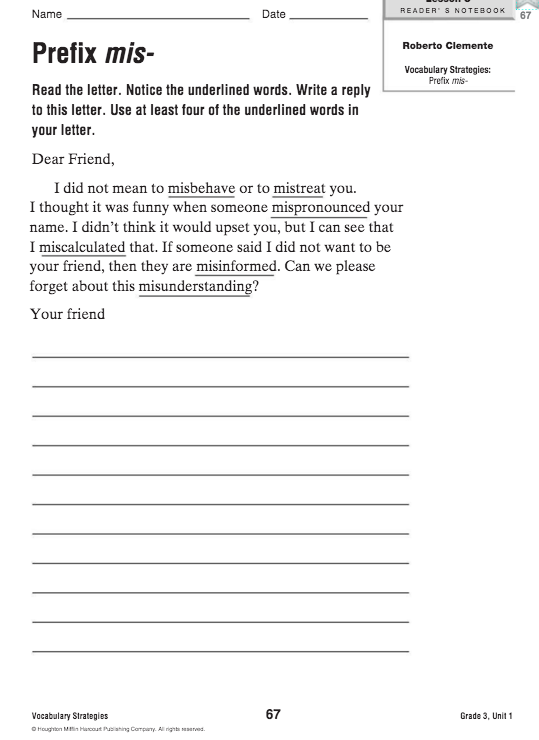 Lesson 3
READER'S NOTEBOOK
67
Name
Date
Roberto Clemente
Vocabulary Strategies:
Prefix mis-
Prefix mis-
Read the letter. Notice the underlined words. Write a reply
to this letter. Use at least four of the underlined words in
your letter.
Dear Friend,
I did not mean to misbehave or to mistreat you.
I thought it was funny when someone mispronounced your
name. I didn't think it would upset you, but I can see that
I miscalculated that. If someone said I did not want to be
your friend, then they are misinformed. Can we please
forget about this misunderstanding?
Your friend
Vocabulary Strategies
67
Grade 3, Unit 1
© Houghton Mifflin Harcourt Publishing Company. All rights reserved.